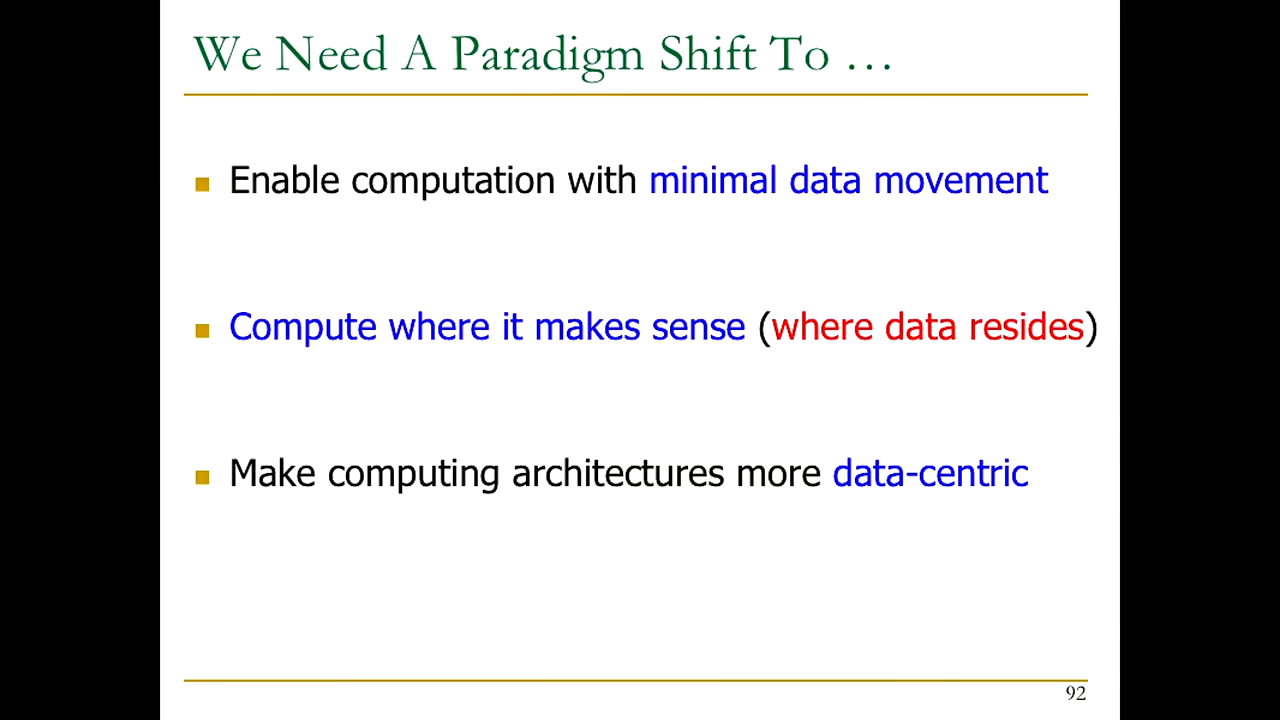 We Need A Paradigm Shift To …
Enable computation with minimal data movement
Compute where it makes sense (where data resides)
Make computing architectures more data-centric
92